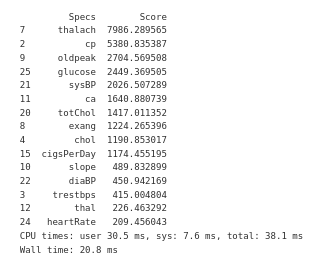 Specs Score
7 thalach 7986.289565
2 cp 5380.835387
9 oldpeak 2704.569508
25 glucose 2449.369505
21 sysBP 2026.507289
11 ca 1640.880739
20 totChol 1417.011352
8 exang 1224.265396
4 chol 1190.853017
15 cigsPerDay 1174.455195
10 slope 489.832899
22 diaBP 450.942169
3 trestbps 415.004804
12 thal 226.463292
24 heartRate 209.456043
CPU times: user 30.5 ms, sys: 7.6 ms, total: 38.1 ms
Wall time: 20.8 ms